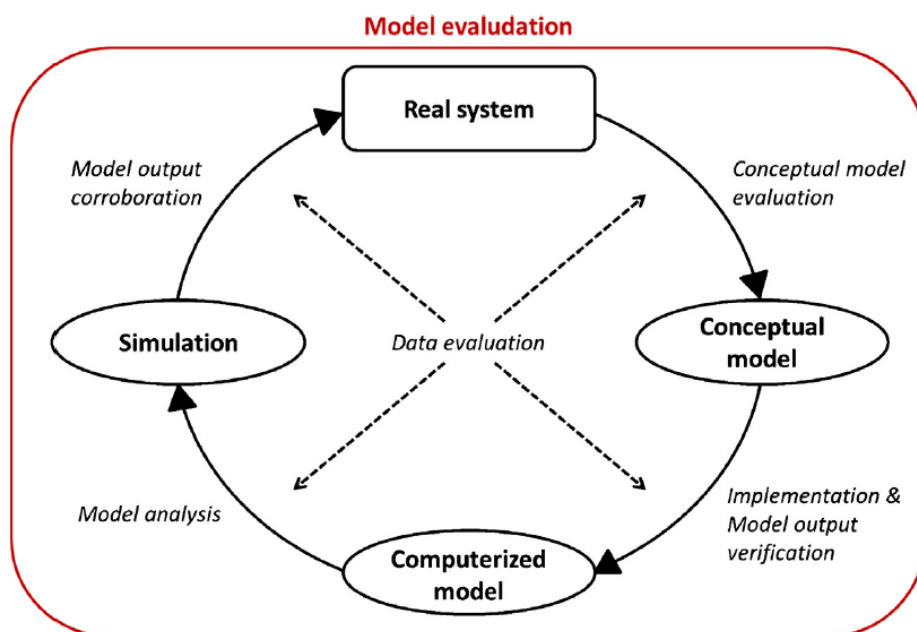 Model evaludation
Real system
Model output
corroboration
Conceptual model
evaluation
Simulation
Data evaluation
Conceptual
model
Model analysis
Implementation &
Model output
verification
Computerized
model